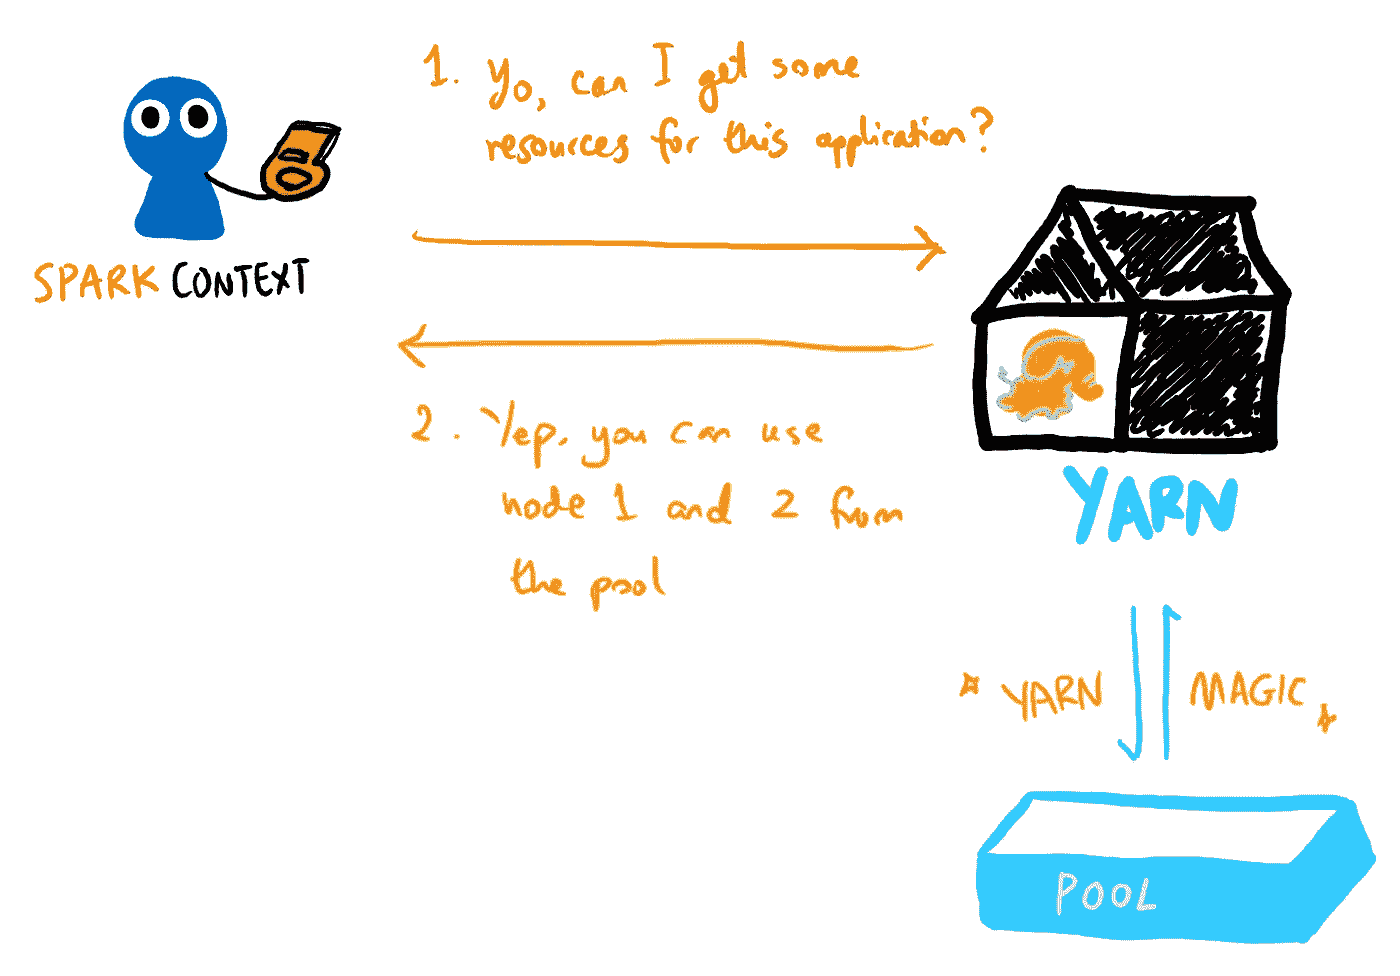 1. Yo, can I get some
resources for this application?
SPARK CONTEXT
2. Yep, you can use
node 1 and 2 from
the pool
YARN
YARN MAGIC
POOL